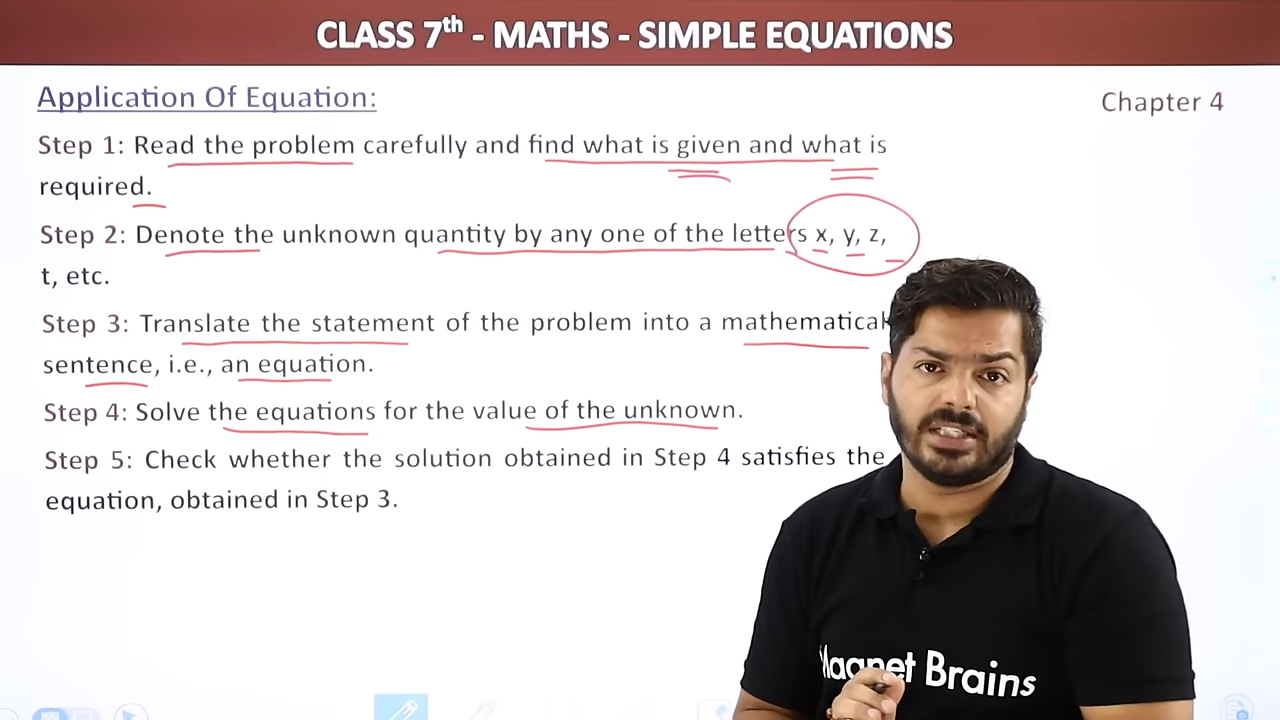 CLASS 7th - MATHS - SIMPLE EQUATIONS
Application Of Equation:
Chapter 4
Step 1: Read the problem carefully and find what is given and what is
required.
Step 2: Denote the unknown quantity by any one of the letters x, y, z,
t, etc.
Step 3: Translate the statement of the problem into a mathematical
sentence, i.e., an equation.
Step 4: Solve the equations for the value of the unknown.
Step 5: Check whether the solution obtained in Step 4 satisfies the
equation, obtained in Step 3.
Magnet Brains